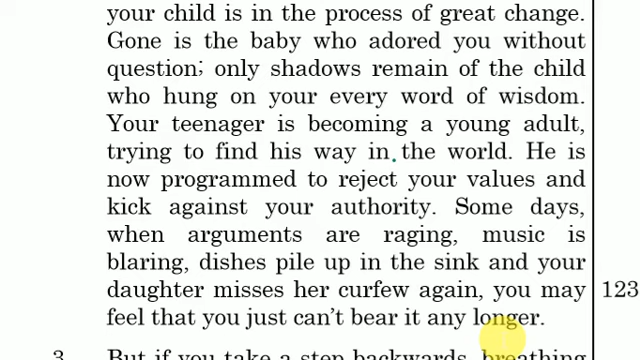 your child is in the process of great change.
Gone is the baby who adored you without
question; only shadows remain of the child
who hung on your every word of wisdom.
Your teenager is becoming a young adult,
trying to find his way in the world. He is
now programmed to reject your values and
kick against your authority. Some days,
when arguments are raging, music is
blaring, dishes pile up in the sink and your
daughter misses her curfew again, you may 123
feel that you just can't bear it any longer.
3 But if you take a step backwards, breathing